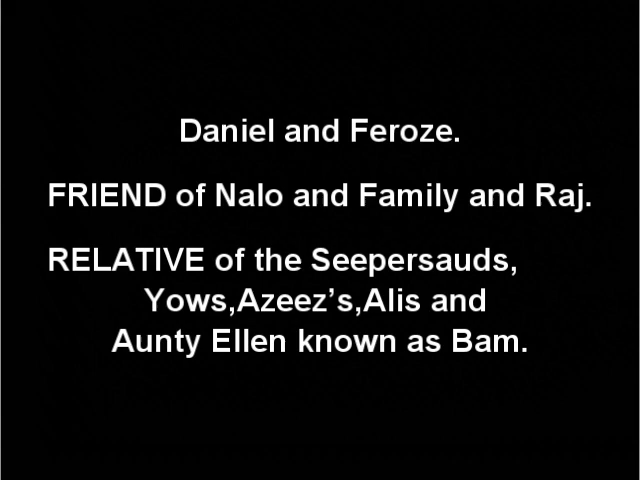 Daniel and Feroze.
FRIEND of Nalo and Family and Raj.
RELATIVE of the Seepersauds,
Yows,Azeez’s,Alis and
Aunty Ellen known as Bam.